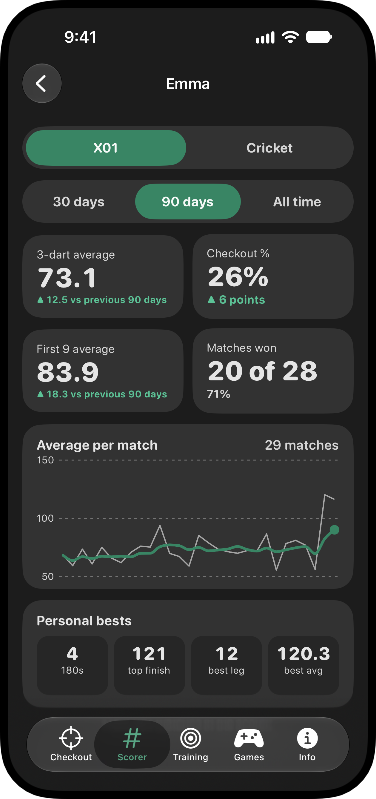 9:41
Emma
X01
Cricket
30 days
90 days
All time
3-dart average
73.1
▲ 12.5 vs previous 90 days
Checkout %
26%
▲ 6 points
First 9 average
83.9
▲ 18.3 vs previous 90 days
Matches won
20 of 28
71%
Average per match
29 matches
150
100
50
Personal bests
4
180s
121
top finish
12
best leg
120.3
best avg
Checkout
Scorer
Training
Games
Info